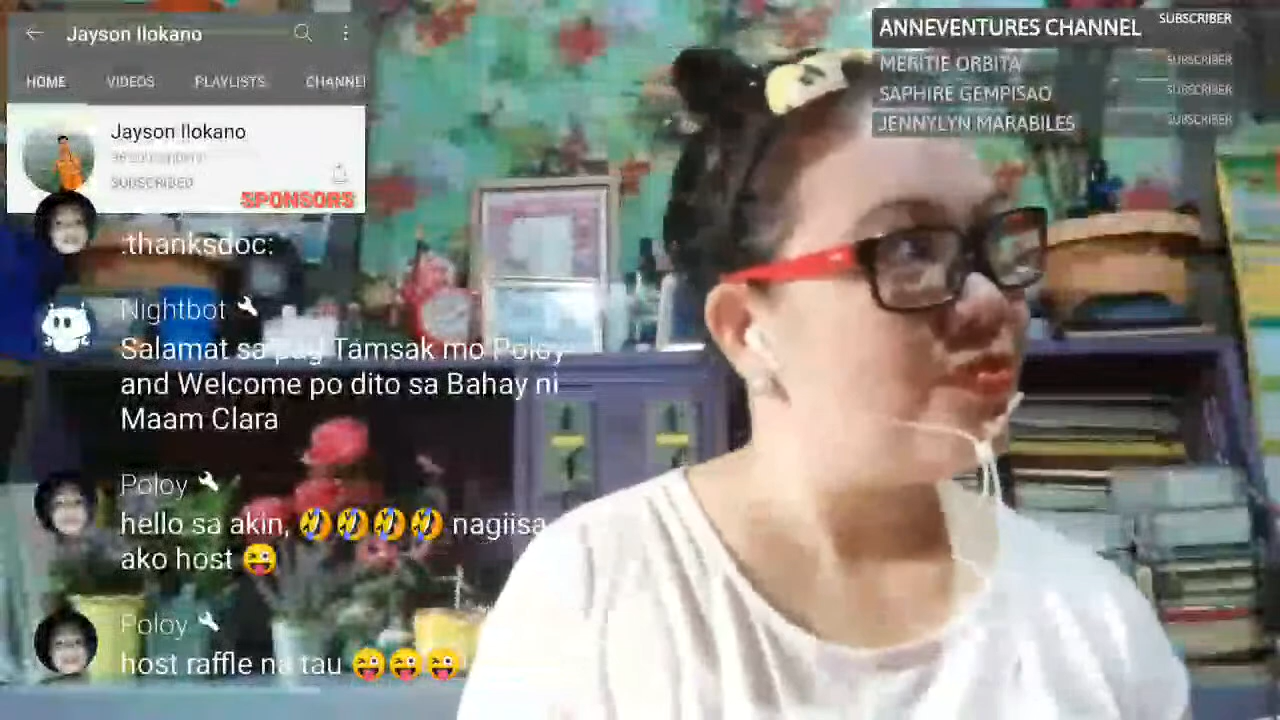 Jayson Ilokano
HOME VIDEOS PLAYLISTS CHANNEL
Jayson Ilokano
SUBSCRIBED
SPONSORS
ANNEVENTURES CHANNEL SUBSCRIBER
MERITIE ORBITA SUBSCRIBER
SAPHIRE GEMPISAO SUBSCRIBER
JENNYLYN MARABILES SUBSCRIBER
:thanksdoc:
Nightbot
Salamat sa pag Tamsak mo Poloy
and Welcome po dito sa Bahay ni
Maam Clara
Poloy
hello sa akin, 🤣🤣🤣🤣 nagiisa
ako host 😜
Poloy
host raffle na tau 😜😜😜